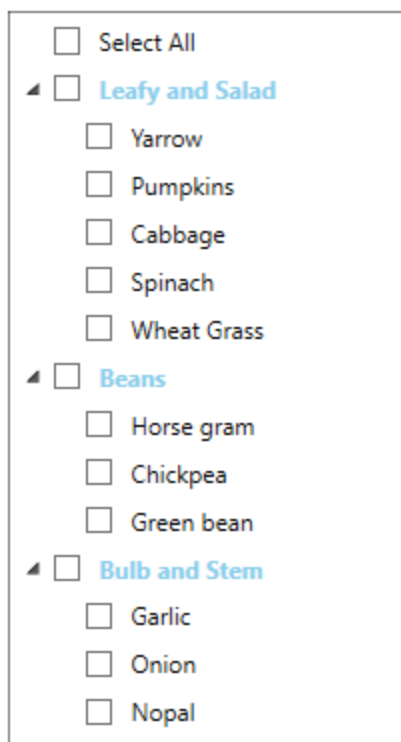 Select All
Leafy and Salad
Yarrow
Pumpkins
Cabbage
Spinach
Wheat Grass
Beans
Horse gram
Chickpea
Green bean
Bulb and Stem
Garlic
Onion
Nopal